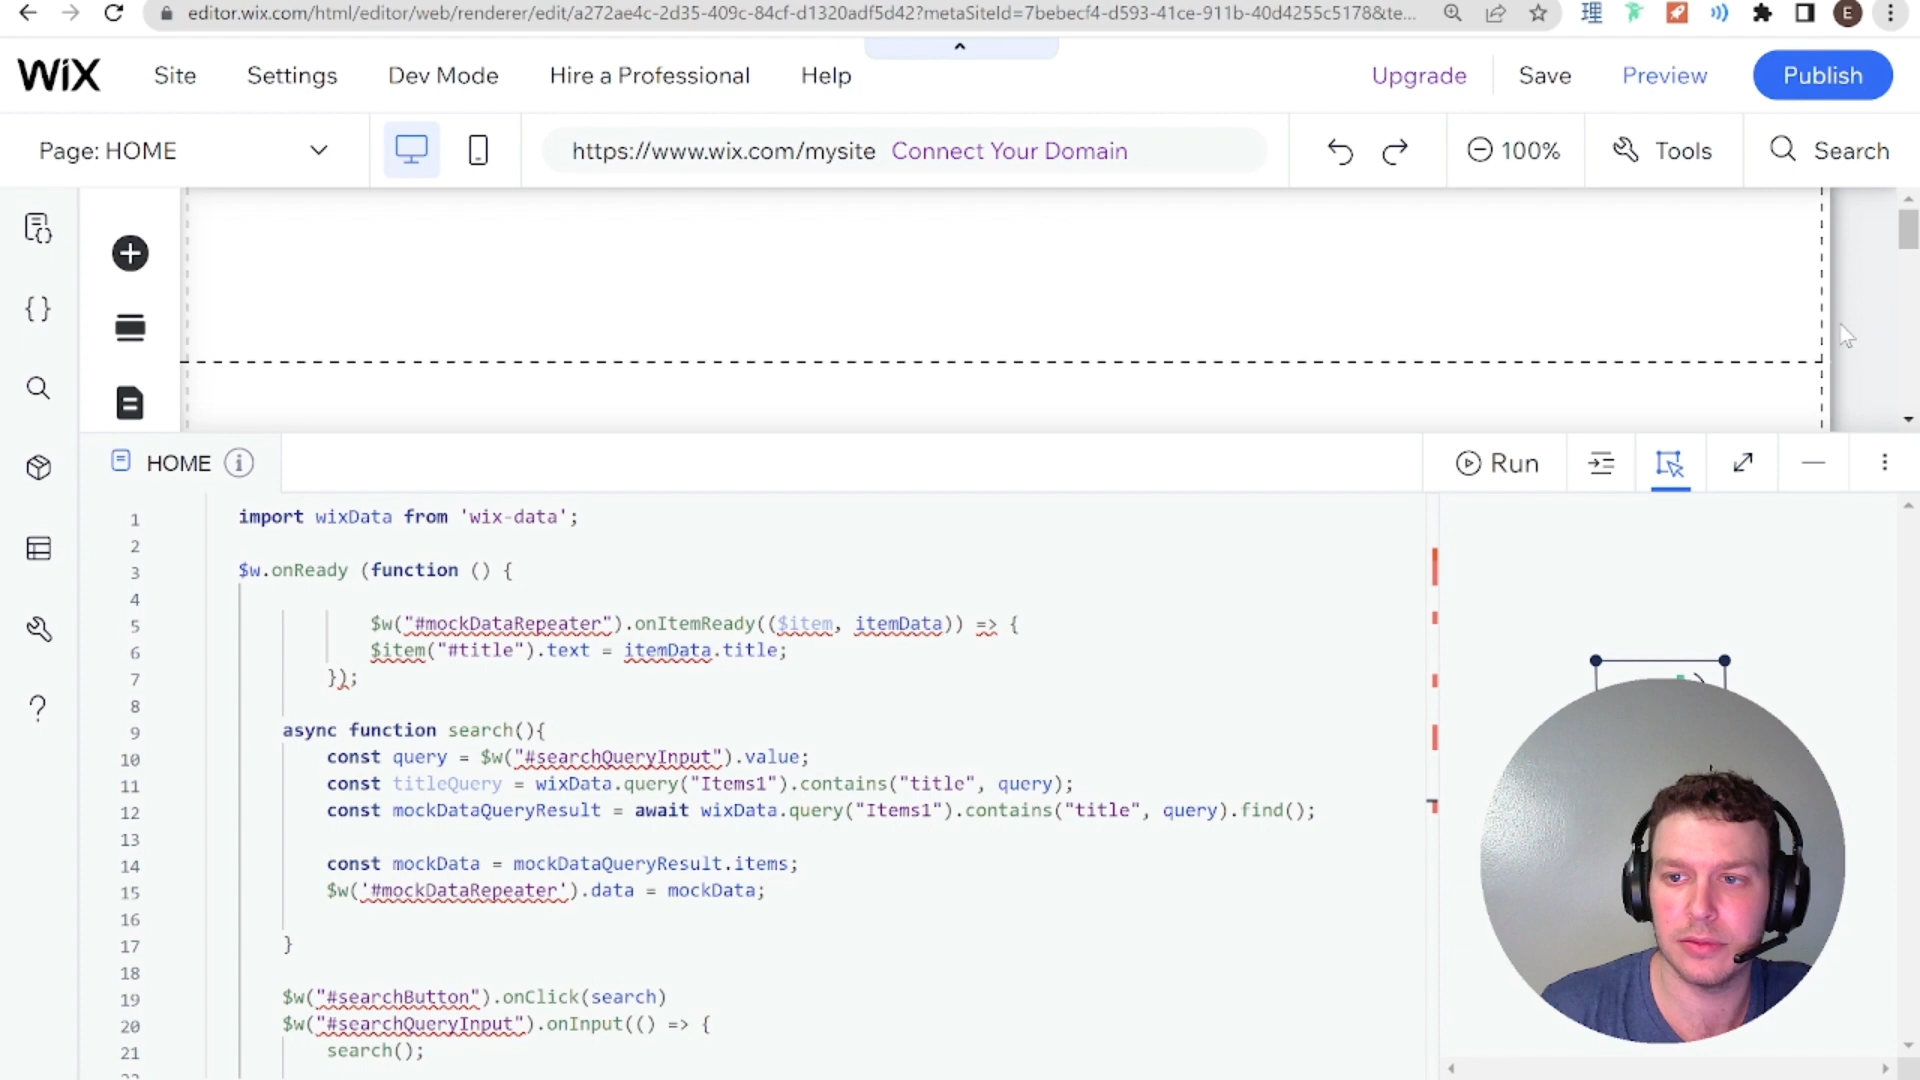 editor.wix.com/html/editor/web/renderer/edit/a272ae4c-2d35-409c-84cf-d1320adf5d42?metaSiteId=7bebecf4-d593-41ce-911b-40d4255c5178&te...
理
E
WiX Site Settings Dev Mode Hire a Professional Help Upgrade Save Preview Publish
Page: HOME https://www.wix.com/mysite Connect Your Domain 100% Tools Search
HOME Run
1 import wixData from 'wix-data';
2
3 $w.onReady (function () {
4
5 $w("#mockDataRepeater").onItemReady(($item, itemData)) => {
6 $item("#title").text = itemData.title;
7 });
8
9 async function search(){
10 const query = $w("#searchQueryInput").value;
11 const titleQuery = wixData.query("Items1").contains("title", query);
12 const mockDataQueryResult = await wixData.query("Items1").contains("title", query).find();
13
14 const mockData = mockDataQueryResult.items;
15 $w('#mockDataRepeater').data = mockData;
16
17 }
18
19 $w("#searchButton").onClick(search)
20 $w("#searchQueryInput").onInput(() => {
21 search();